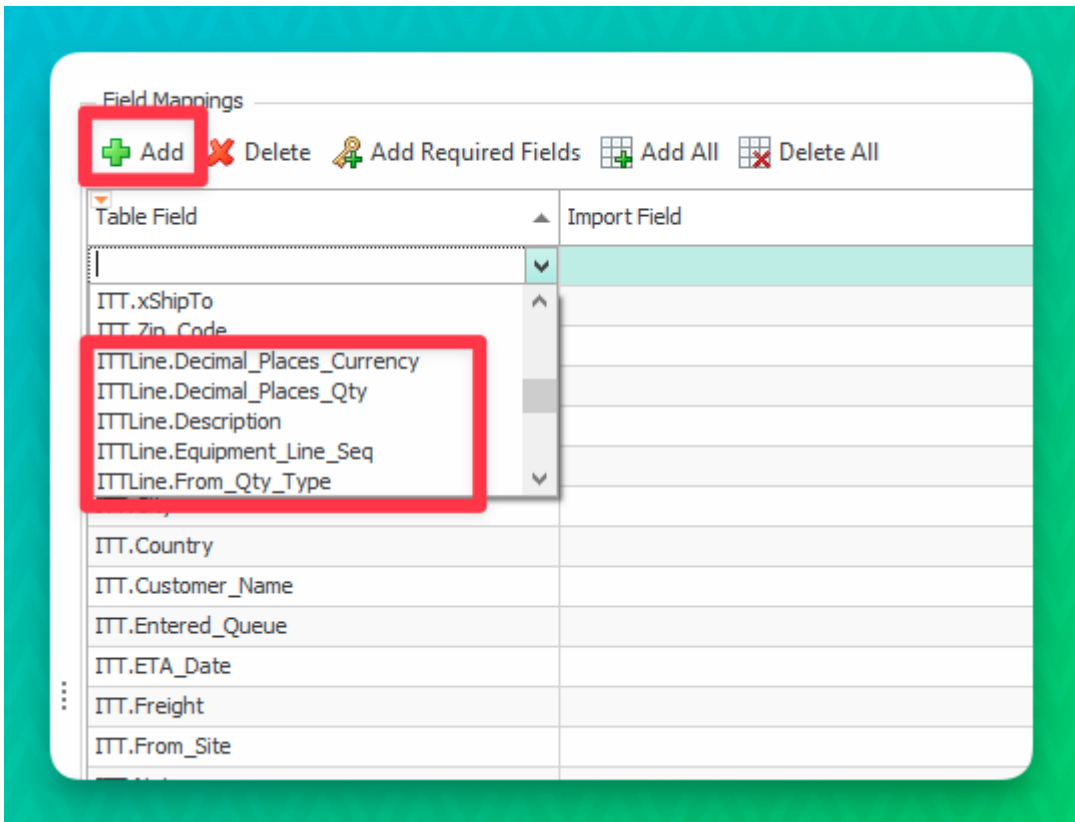 Field Mappings
Add Delete Add Required Fields Add All Delete All
Table Field Import Field
ITT.xShipTo
ITT.Zip_Code
ITTLine.Decimal_Places_Currency
ITTLine.Decimal_Places_Qty
ITTLine.Description
ITTLine.Equipment_Line_Seq
ITTLine.From_Qty_Type
ITT.Country
ITT.Customer_Name
ITT.Entered_Queue
ITT.ETA_Date
ITT.Freight
ITT.From_Site